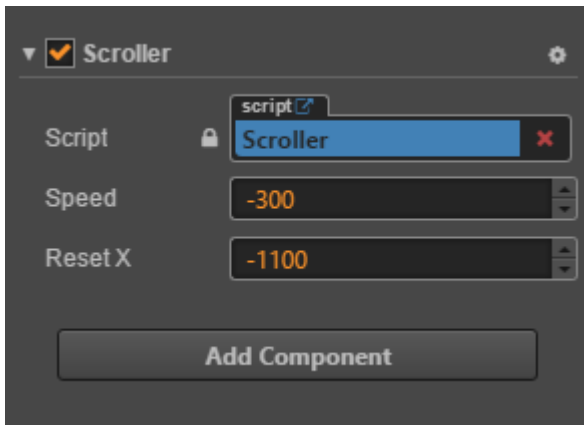 Scroller
script
Script Scroller
Speed -300
Reset X -1100
Add Component